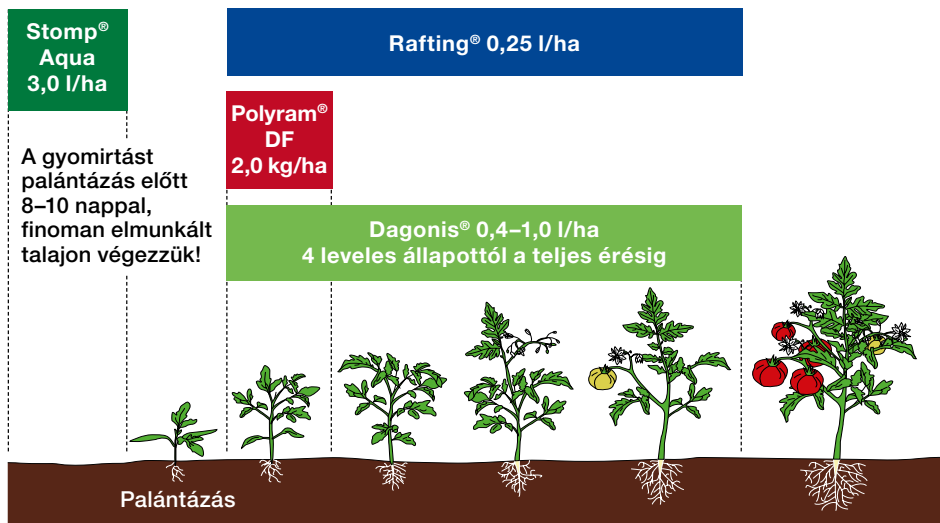 Stomp®
Aqua
3,0 l/ha
A gyomirtást
palántázás előtt
8–10 nappal,
finoman elmunkált
talajon végezzük!
Rafting® 0,25 l/ha
Polyram®
DF
2,0 kg/ha
Dagonis® 0,4–1,0 l/ha
4 leveles állapottól a teljes érésig
Palántázás